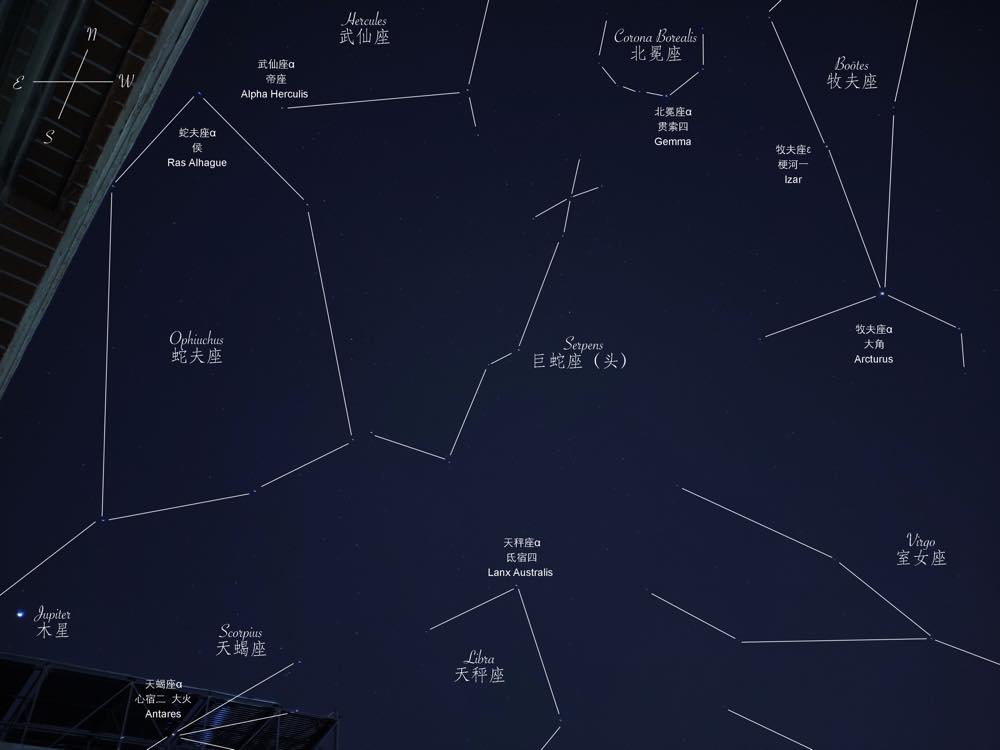 N
E
W
S
Hercules
武仙座
武仙座α
帝座
Alpha Herculis
Corona Borealis
北冕座
北冕座α
贯索四
Gemma
Boötes
牧夫座
牧夫座ε
梗河一
Izar
蛇夫座α
侯
Ras Alhague
Ophiuchus
蛇夫座
Serpens
巨蛇座（头）
牧夫座α
大角
Arcturus
天秤座α
氐宿四
Lanx Australis
Virgo
室女座
Jupiter
木星
Scorpius
天蝎座
Libra
天秤座
天蝎座α
心宿二 大火
Antares